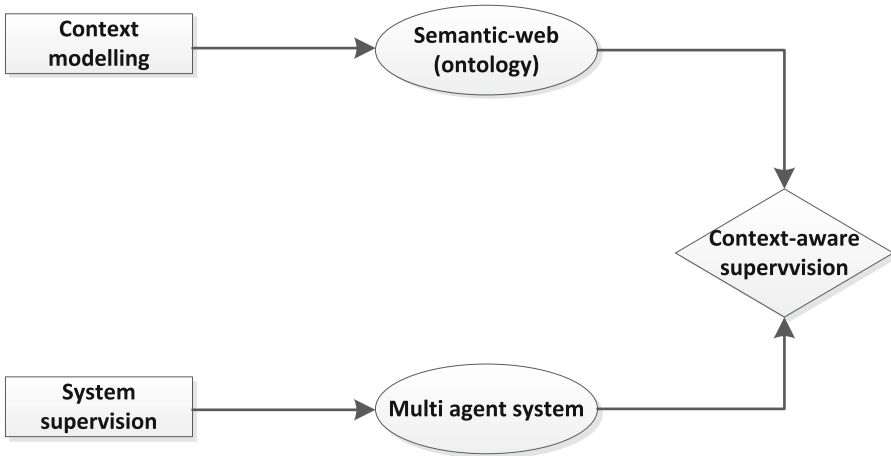 Context
modelling
Semantic-web
(ontology)
Context-aware
supervvision
System
supervision
Multi agent system